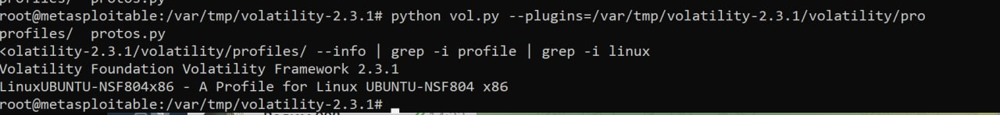 root@metasploitable:/var/tmp/volatility-2.3.1# python vol.py --plugins=/var/tmp/volatility-2.3.1/volatility/pro
profiles/  protos.py
<olatility-2.3.1/volatility/profiles/ --info | grep -i profile | grep -i linux
Volatility Foundation Volatility Framework 2.3.1
LinuxUBUNTU-NSF804x86 - A Profile for Linux UBUNTU-NSF804 x86
root@metasploitable:/var/tmp/volatility-2.3.1#